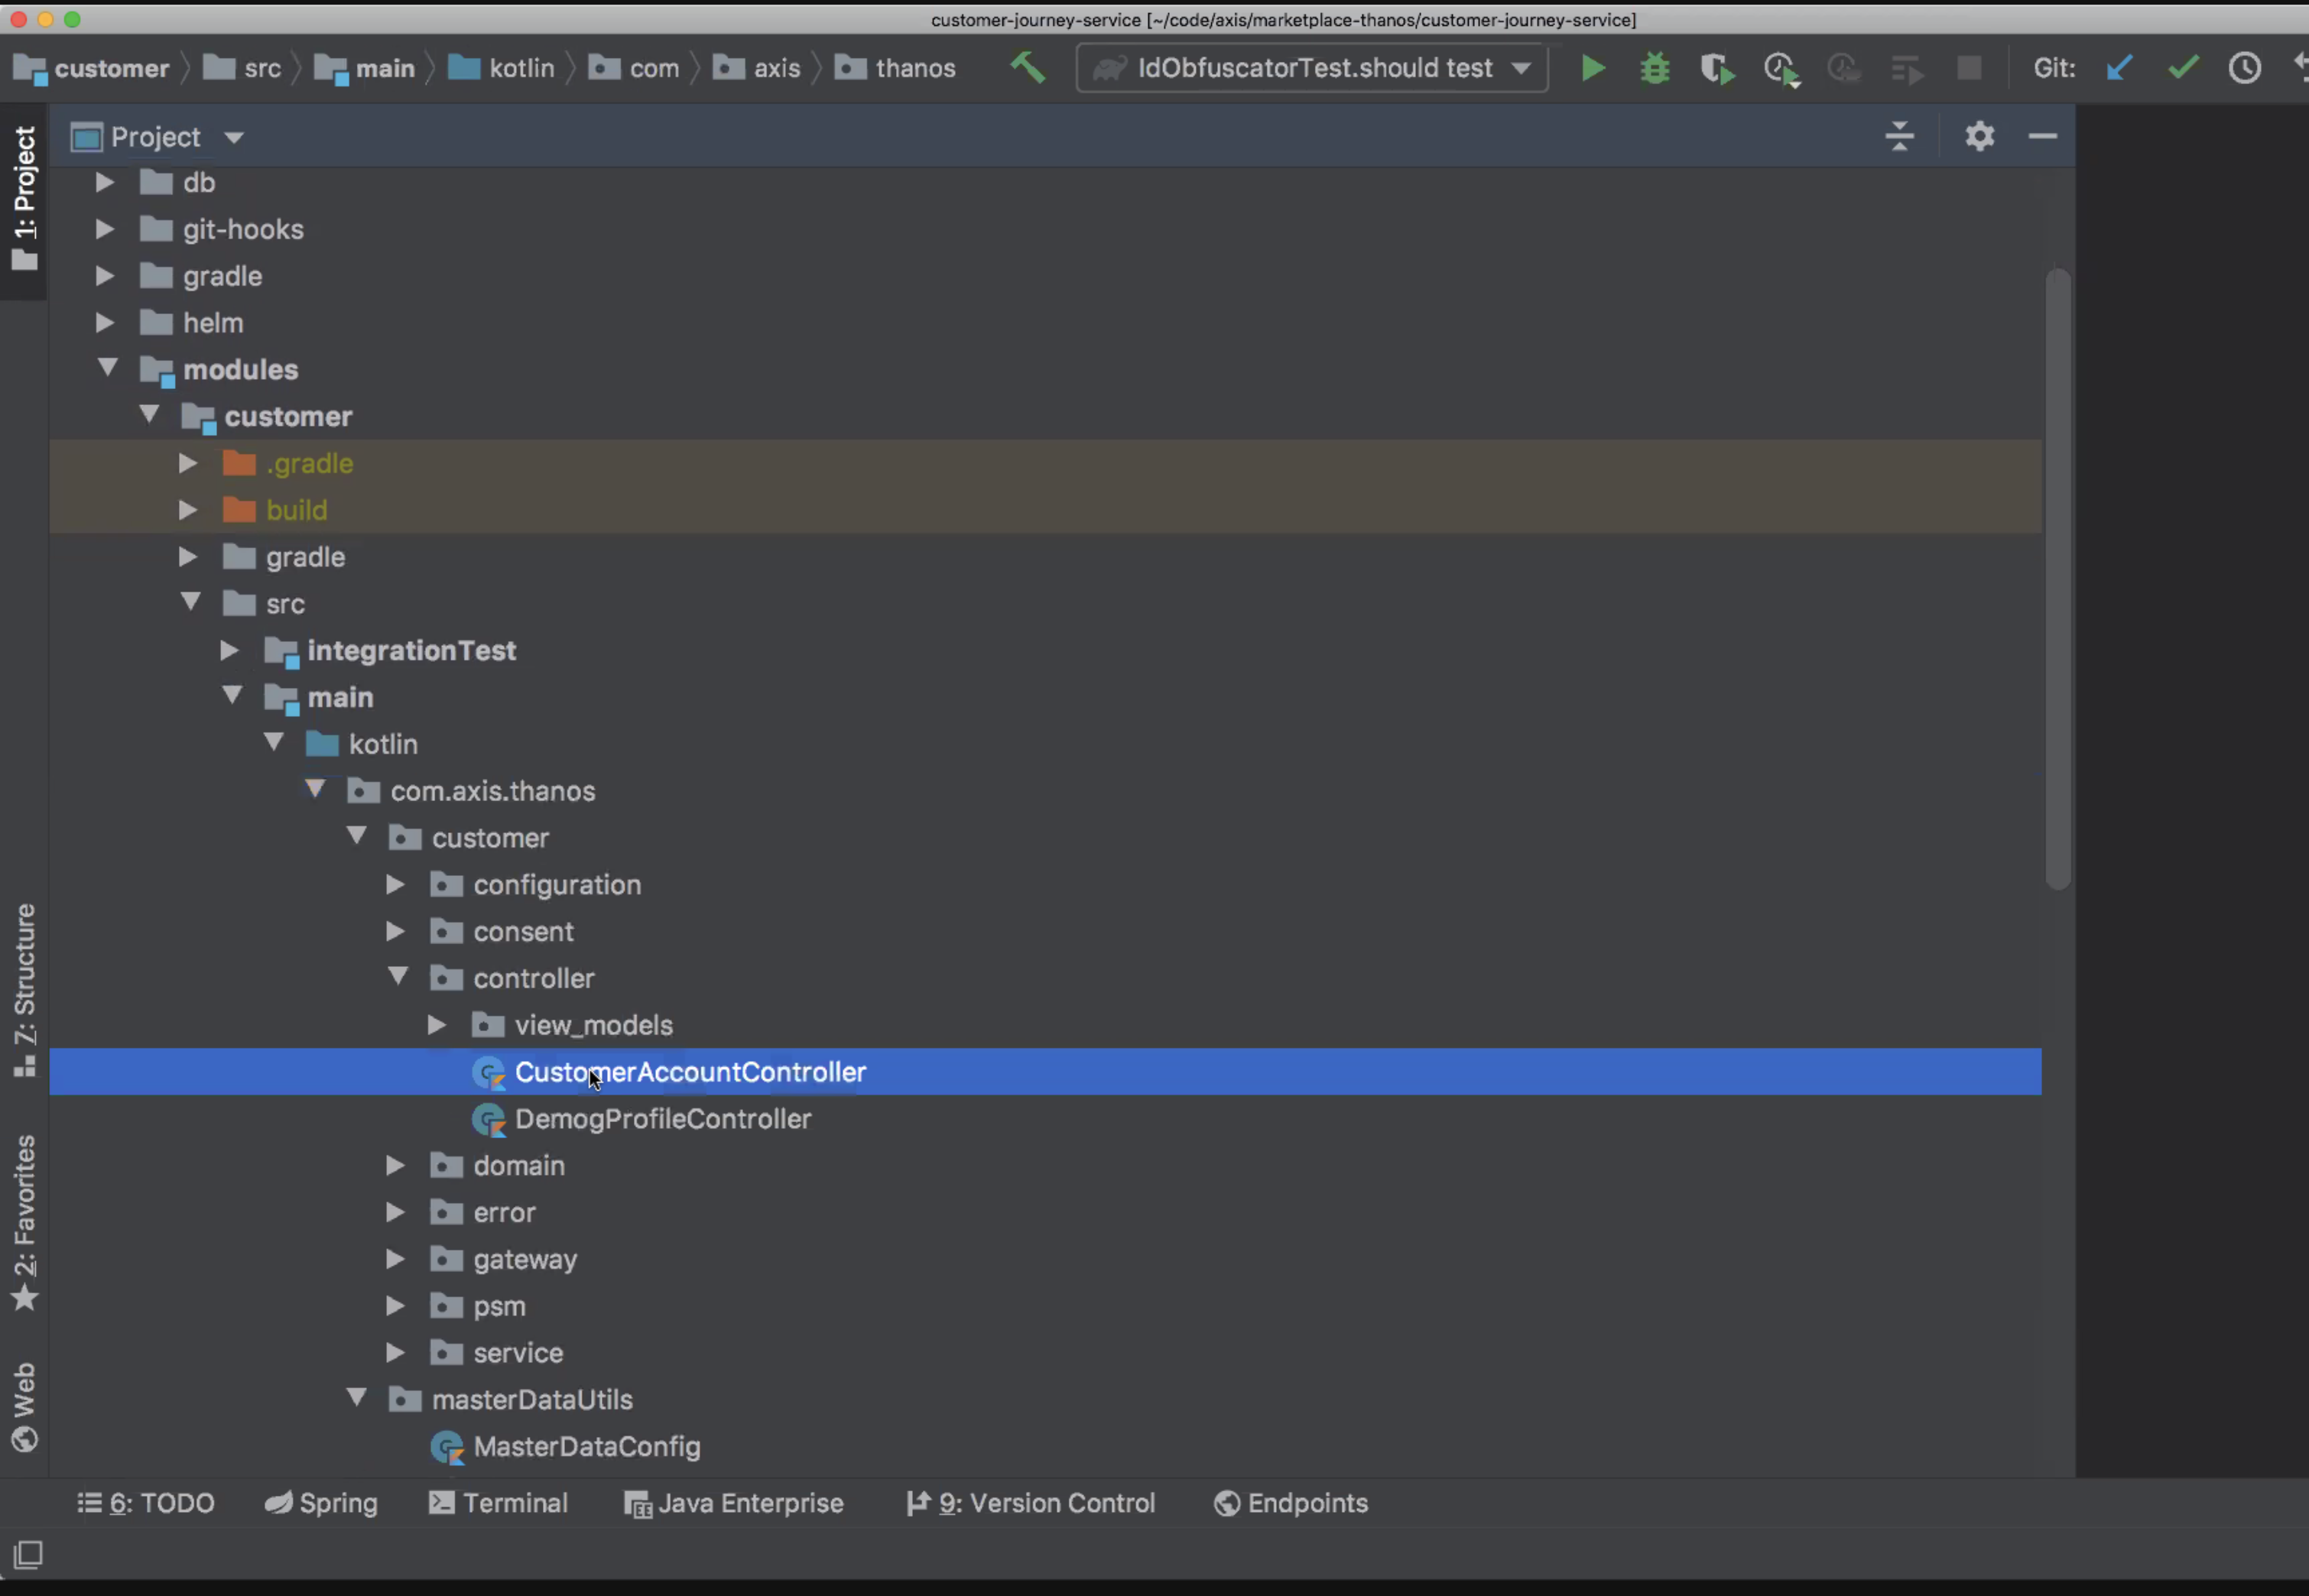 customer-journey-service [~/code/axis/marketplace-thanos/customer-journey-service]
customer src main kotlin com axis thanos IdObfuscatorTest.should test Git:
1: Project
Project
db
git-hooks
gradle
helm
modules
customer
.gradle
build
gradle
src
integrationTest
main
kotlin
com.axis.thanos
customer
configuration
consent
controller
view_models
CustomerAccountController
DemogProfileController
domain
error
gateway
psm
service
masterDataUtils
MasterDataConfig
Z: Structure
2: Favorites
Web
6: TODO Spring Terminal Java Enterprise 9: Version Control Endpoints